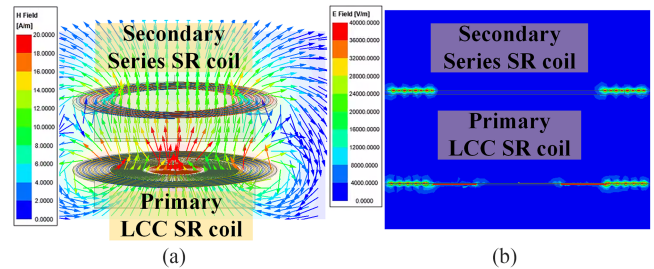 H Field
[A/m]
20.0000
18.0000
16.0000
14.0000
12.0000
10.0000
8.0000
6.0000
4.0000
2.0000
0.0000
Secondary
Series SR coil
Primary
LCC SR coil
(a)
E Field [V/m]
40000.0000
36000.0000
32000.0000
28000.0000
24000.0000
20000.0000
16000.0000
12000.0000
8000.0000
4000.0000
0.0000
Secondary
Series SR coil
Primary
LCC SR coil
(b)